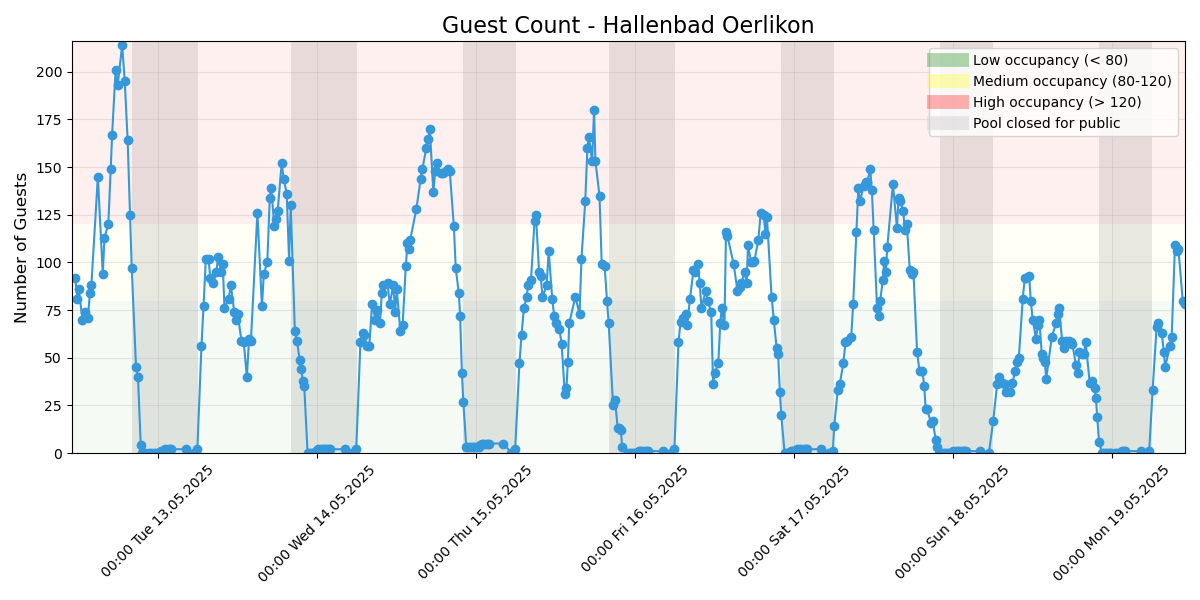 Guest Count - Hallenbad Oerlikon
Number of Guests
200
175
150
125
100
75
50
25
0
Low occupancy (< 80)
Medium occupancy (80-120)
High occupancy (> 120)
Pool closed for public
00:00 Tue 13.05.2025
00:00 Wed 14.05.2025
00:00 Thu 15.05.2025
00:00 Fri 16.05.2025
00:00 Sat 17.05.2025
00:00 Sun 18.05.2025
00:00 Mon 19.05.2025